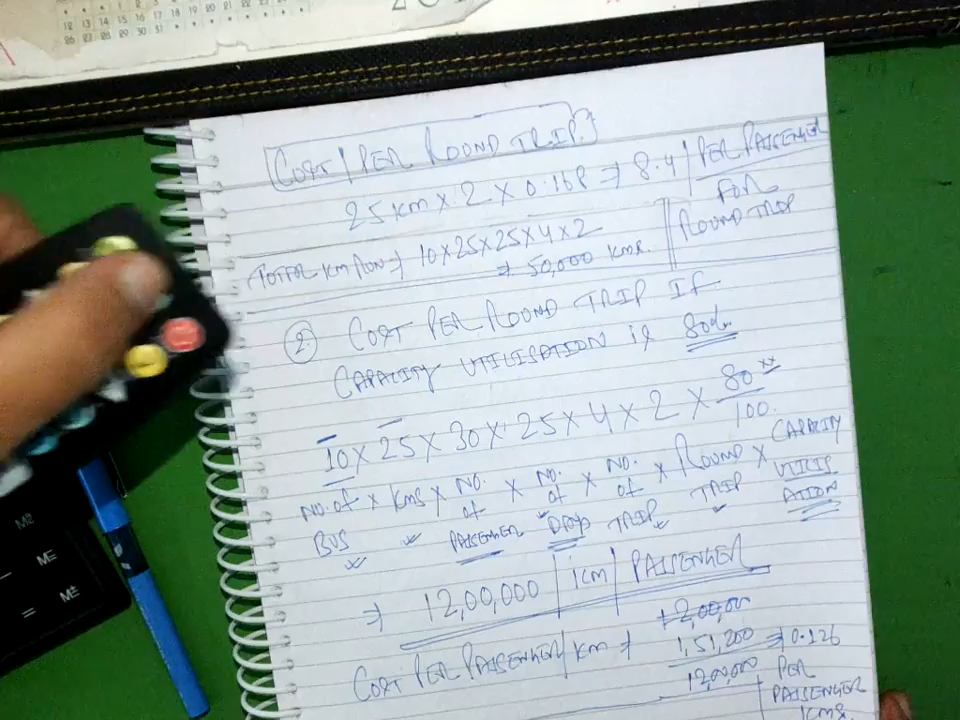 COST / PER ROUND TRIP.
25 KM × 2 × 0.168 ⇒ 8.4 / PER PASSENGER
FOR
ROUND TRIP
TOTAL KM RUN ⇒ 10×25×25×4×2
⇒ 50,000 KMS.
② COST PER ROUND TRIP IF
CAPACITY UTILISATION is 80%.
10 × 25 × 30 × 25 × 4 × 2 × 80/100
NO. of × KMS × NO. of × NO. of × NO. of × ROUND × CAPACITY
BUS PASSENGER DAYS TRIP TRIP UTILIS
ATION
⇒ 12,00,000 / KM / PASSENGER
COST PER PASSENGER / KM ⇒ 1,51,200 / 12,00,000 ⇒ 0.126
PER
PASSENGER
KMS
M2
M=
=
M±